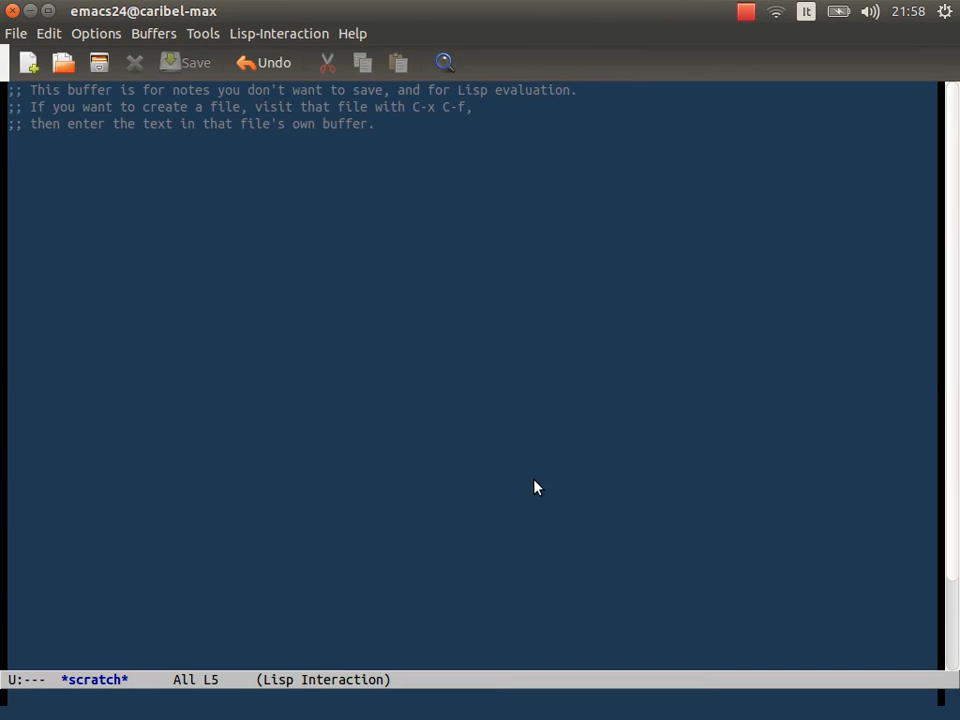 emacs24@caribel-max
It
21:58
File Edit Options Buffers Tools Lisp-Interaction Help
Save Undo
;; This buffer is for notes you don't want to save, and for Lisp evaluation.
;; If you want to create a file, visit that file with C-x C-f,
;; then enter the text in that file's own buffer.
U:--- *scratch* All L5 (Lisp Interaction)